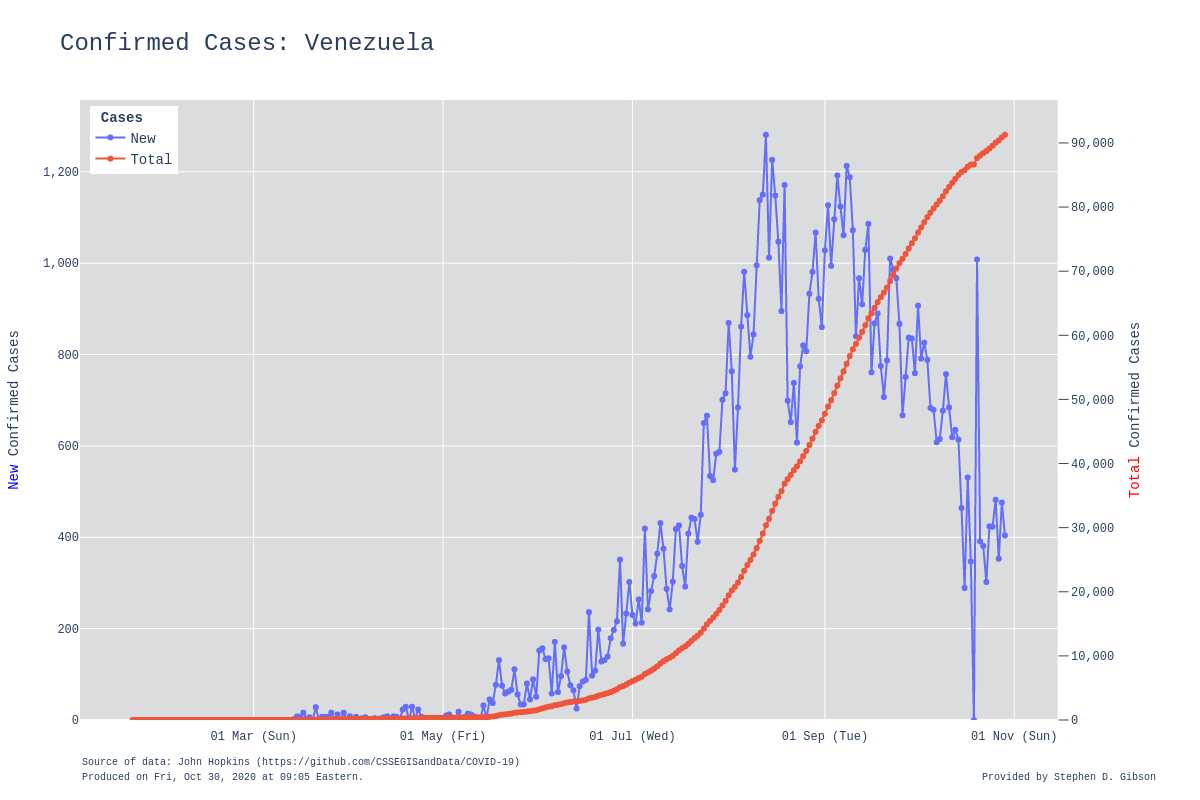 Confirmed Cases: Venezuela
Cases
New
Total
1,200
1,000
800
600
400
200
0
90,000
80,000
70,000
60,000
50,000
40,000
30,000
20,000
10,000
0
New Confirmed Cases
Total Confirmed Cases
01 Mar (Sun)
01 May (Fri)
01 Jul (Wed)
01 Sep (Tue)
01 Nov (Sun)
Source of data: John Hopkins (https://github.com/CSSEGISandData/COVID-19)
Produced on Fri, Oct 30, 2020 at 09:05 Eastern.
Provided by Stephen D. Gibson